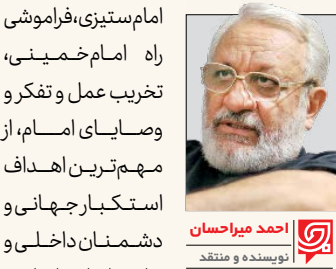 امام‌ستیزی،فراموشی
راه امام‌خمینی،
تخریب عمل و تفکر و
وصایای امام، از
مهم‌ترین اهداف
استکبار جهانی و
دشمنان داخلی و
احمد میراحسان
نویسنده و منتقد